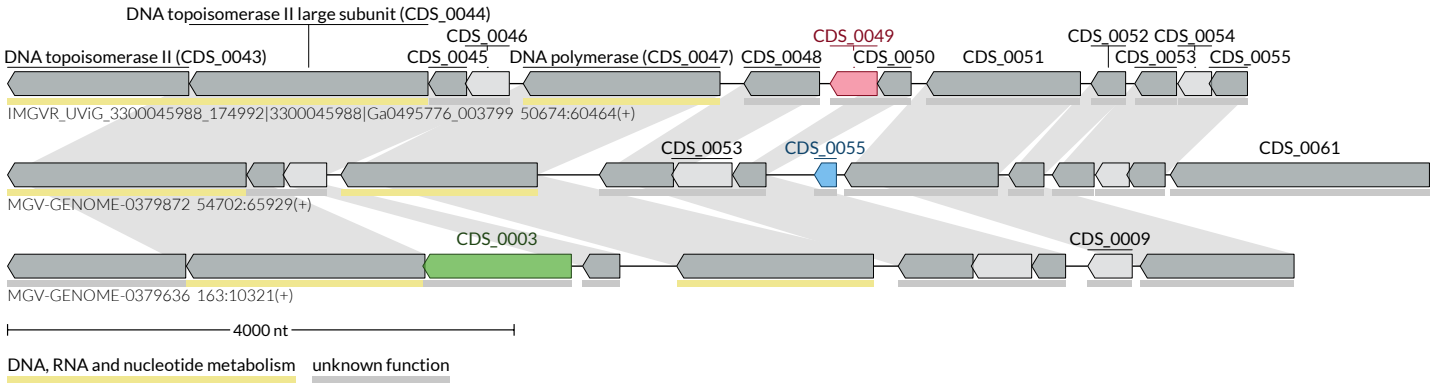 DNA topoisomerase II large subunit (CDS_0044)
CDS_0046 CDS_0049 CDS_0052 CDS_0054
DNA topoisomerase II (CDS_0043) CDS_0045 DNA polymerase (CDS_0047) CDS_0048 CDS_0050 CDS_0051 CDS_0053 CDS_0055
IMGVR_UViG_3300045988_174992|3300045988|Ga0495776_003799 50674:60464(+)
CDS_0053 CDS_0055 CDS_0061
MGV-GENOME-0379872 54702:65929(+)
CDS_0003 CDS_0009
MGV-GENOME-0379636 163:10321(+)
4000 nt
DNA, RNA and nucleotide metabolism unknown function